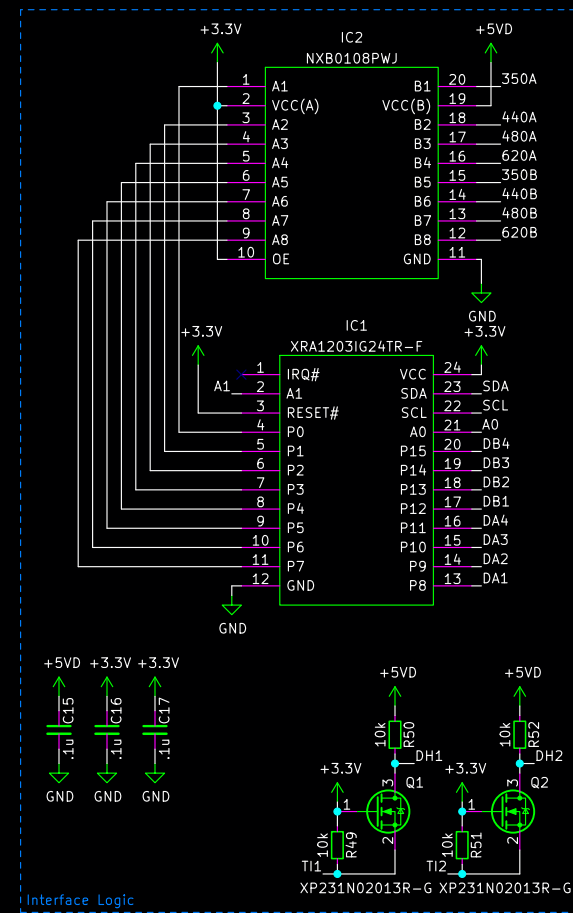 +3.3V IC2 +5VD
NXB0108PWJ
1 A1 B1 20 350A
2 VCC(A) VCC(B) 19
3 A2 B2 18 440A
4 A3 B3 17 480A
5 A4 B4 16 620A
6 A5 B5 15 350B
7 A6 B6 14 440B
8 A7 B7 13 480B
9 A8 B8 12 620B
10 OE GND 11
GND
+3.3V IC1 +3.3V
XRA1203IG24TR-F
1 IRQ# VCC 24
A1 2 A1 SDA 23 SDA
3 RESET# SCL 22 SCL
4 P0 A0 21 A0
5 P1 P15 20 DB4
6 P2 P14 19 DB3
7 P3 P13 18 DB2
8 P4 P12 17 DB1
9 P5 P11 16 DA4
10 P6 P10 15 DA3
11 P7 P9 14 DA2
12 GND P8 13 DA1
GND
+5VD +3.3V +3.3V
C15 C16 C17
.1u .1u .1u
GND GND GND
+5VD +5VD
10k R50 10k R52
DH1 DH2
+3.3V 3 Q1 +3.3V 3 Q2
1 1
10k R49 2 10k R51 2
TI1 TI2
XP231N02013R-G XP231N02013R-G
Interface Logic